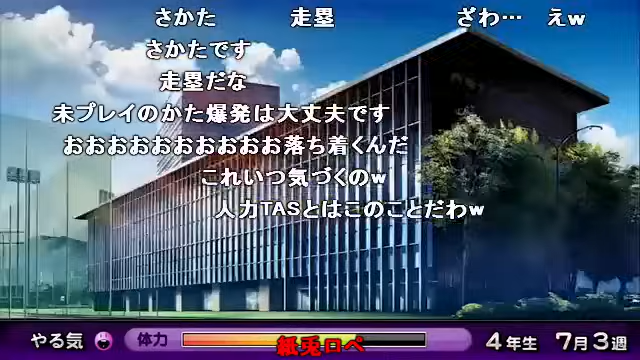 さかた 走塁 ざわ… えw
さかたです
走塁だな
未プレイのかた爆発は大丈夫です
おおおおおおおおおお落ち着くんだ
これいつ気づくのw
人力TASとはこのことだわw
やる気 体力 4年生 7月3週
紙兎ロペ